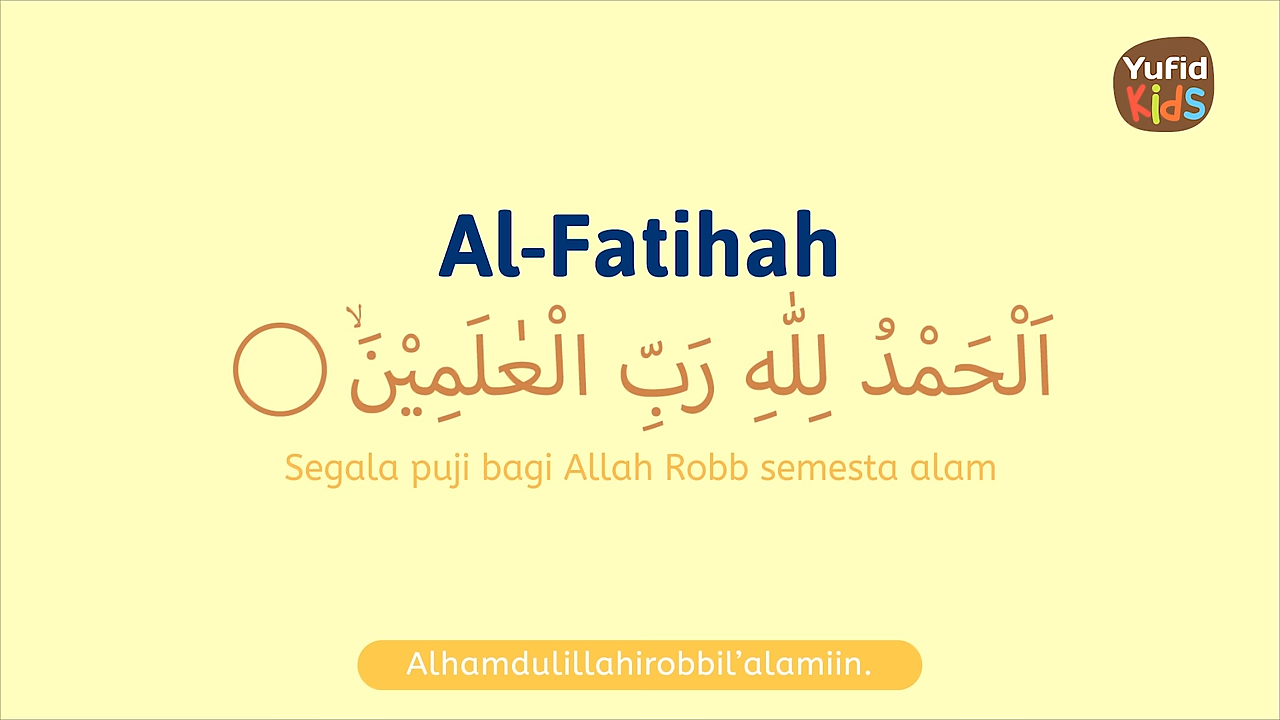 Yufid
Kids
Al-Fatihah
اَلْحَمْدُ لِلّٰهِ رَبِّ الْعٰلَمِيْنَۙ
Segala puji bagi Allah Robb semesta alam
Alhamdulillahirobbil’alamiin.